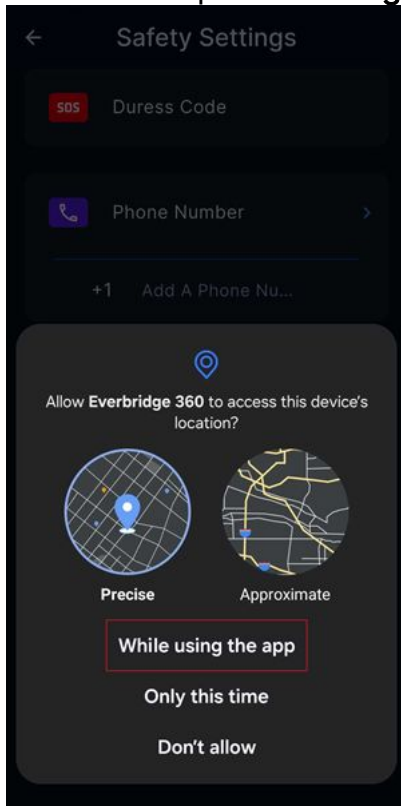 Safety Settings
SOS Duress Code
Phone Number
+1 Add A Phone Nu...
Allow Everbridge 360 to access this device's
location?
Precise Approximate
While using the app
Only this time
Don't allow